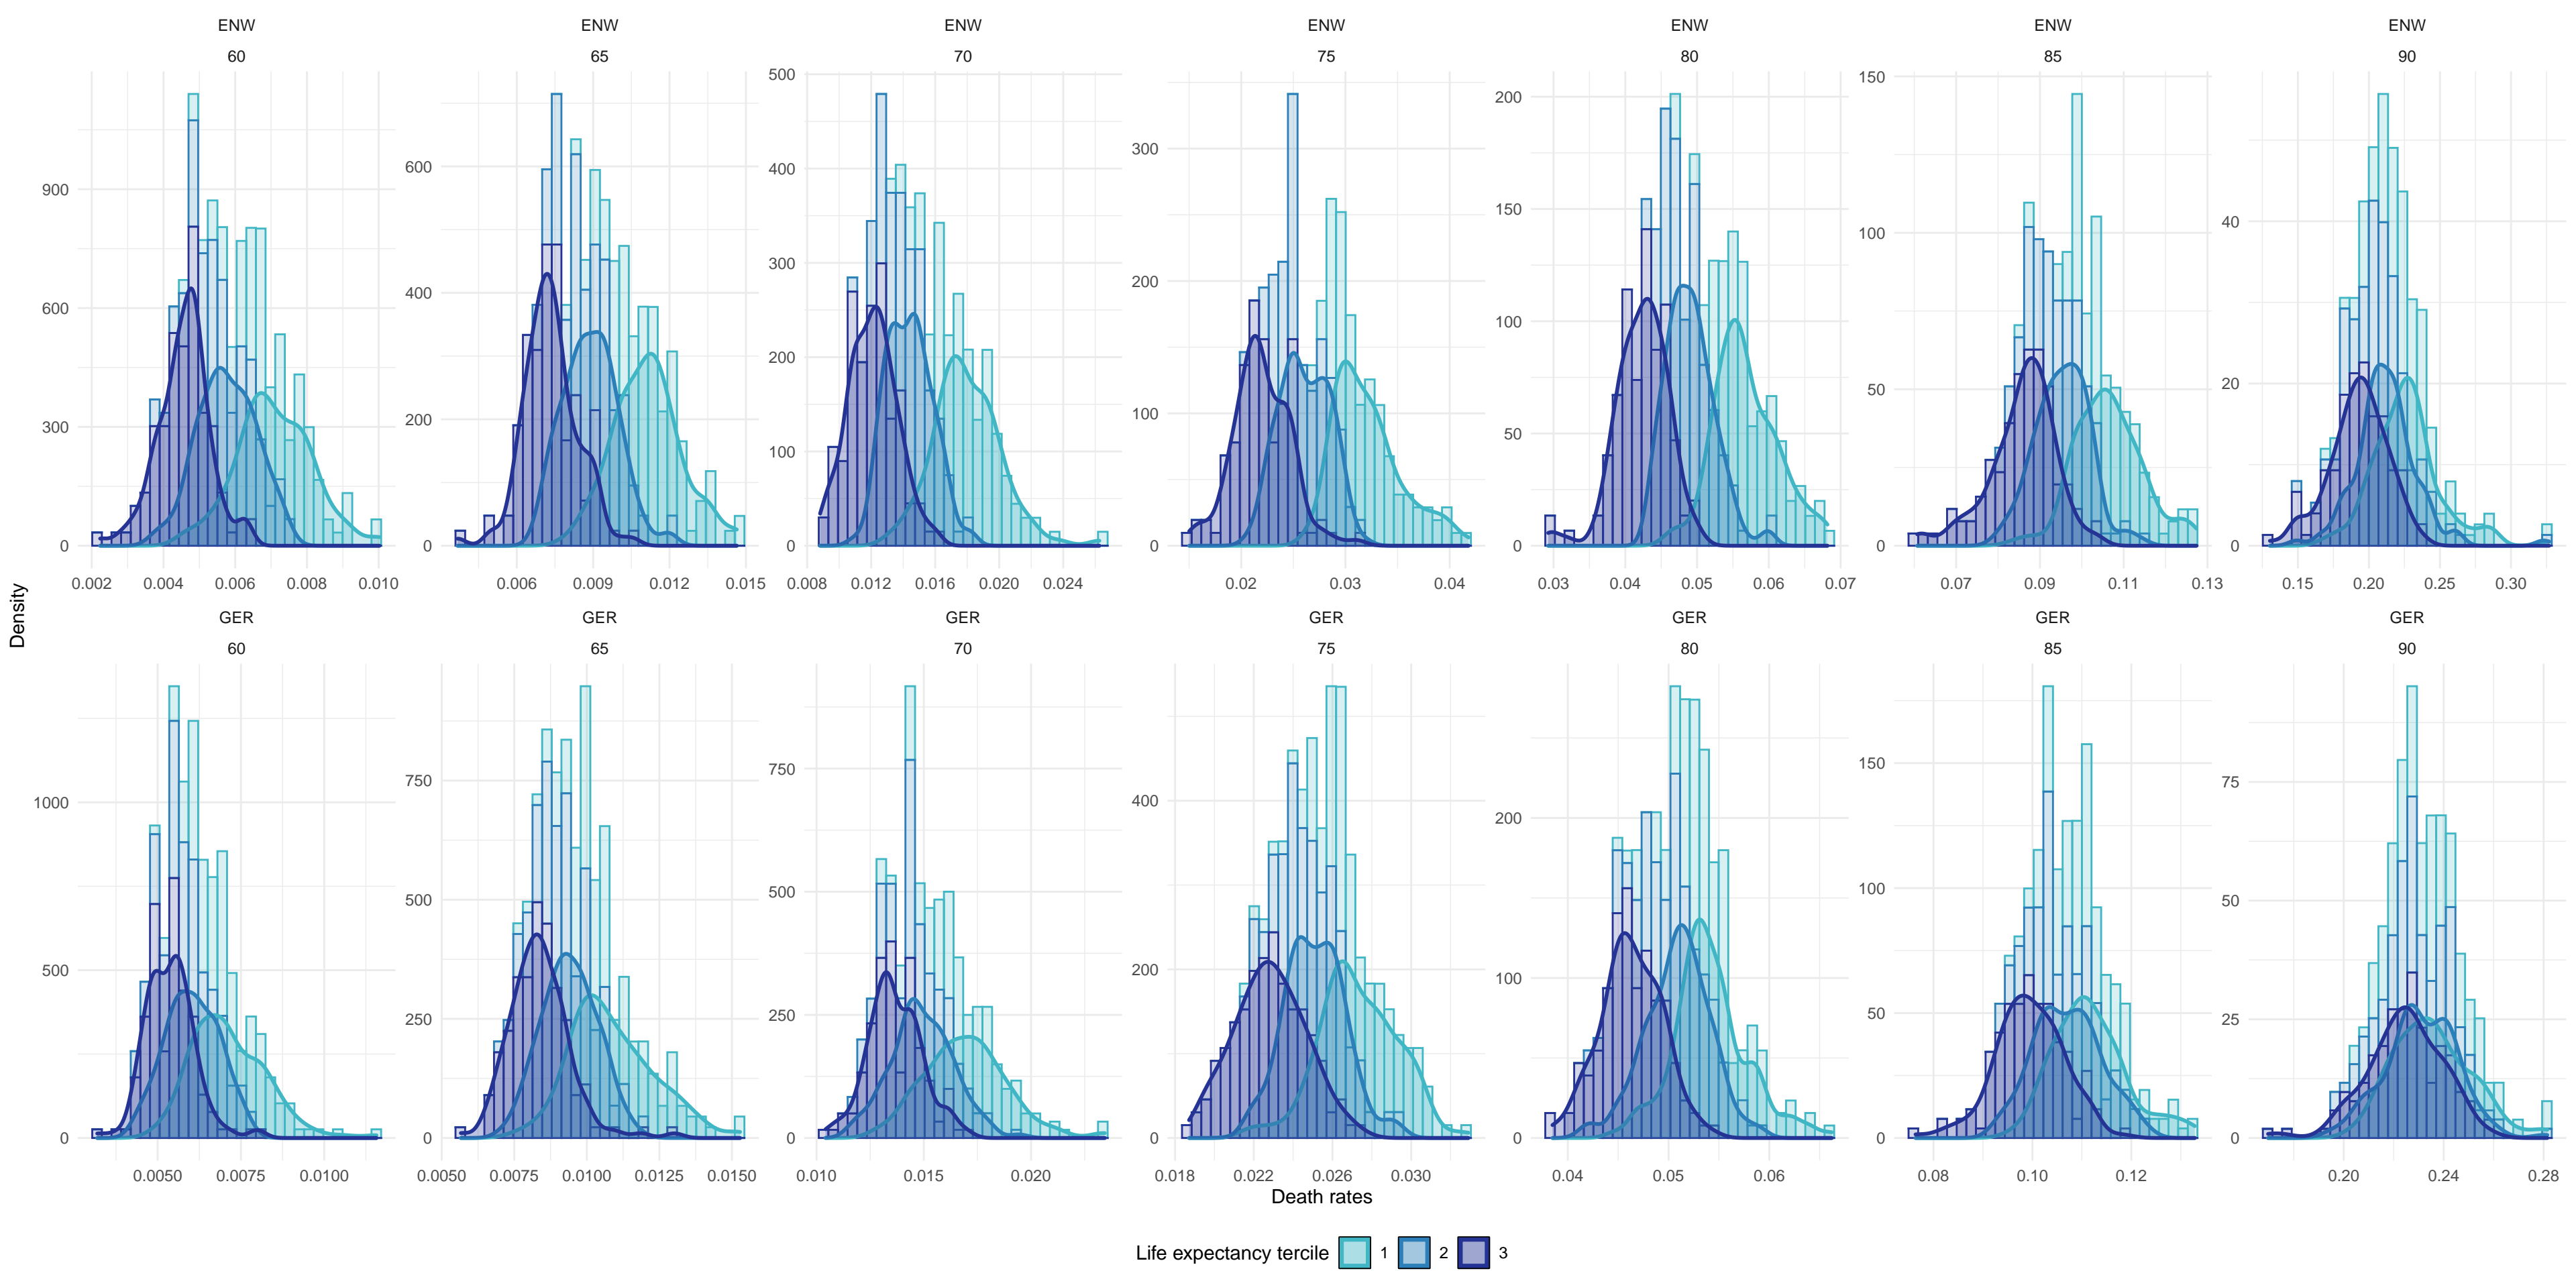 ENW ENW ENW ENW ENW ENW ENW
60 65 70 75 80 85 90
900 600 300 0
600 400 200 0
500 400 300 200 100 0
300 200 100 0
200 150 100 50 0
150 100 50 0
40 20 0
0.002 0.004 0.006 0.008 0.010
0.006 0.009 0.012 0.015
0.008 0.012 0.016 0.020 0.024
0.02 0.03 0.04
0.03 0.04 0.05 0.06 0.07
0.07 0.09 0.11 0.13
0.15 0.20 0.25 0.30
Density
GER GER GER GER GER GER GER
60 65 70 75 80 85 90
1000 500 0
750 500 250 0
750 500 250 0
400 200 0
200 100 0
150 100 50 0
75 50 25 0
0.0050 0.0075 0.0100
0.0050 0.0075 0.0100 0.0125 0.0150
0.010 0.015 0.020
0.018 0.022 0.026 0.030
0.04 0.05 0.06
0.08 0.10 0.12
0.20 0.24 0.28
Death rates
Life expectancy tercile 1 2 3